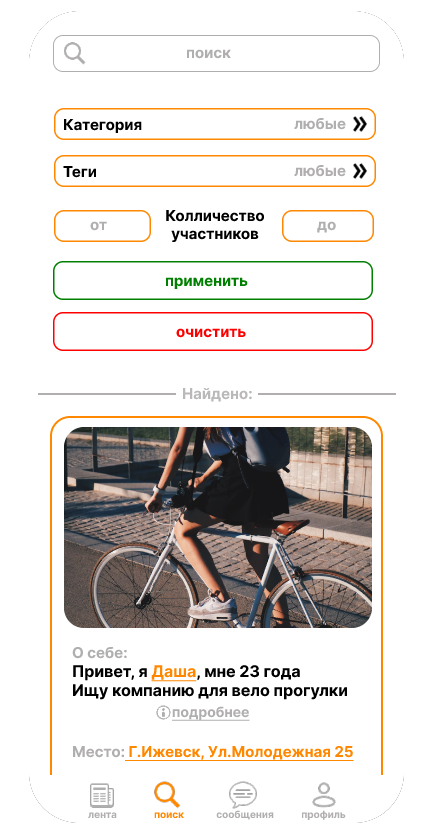 поиск
Категория любые
Теги любые
от Колличество до
участников
применить
очистить
Найдено:
О себе:
Привет, я Даша, мне 23 года
Ищу компанию для вело прогулки
подробнее
Место: Г.Ижевск, Ул.Молодежная 25
лента поиск сообщения профиль